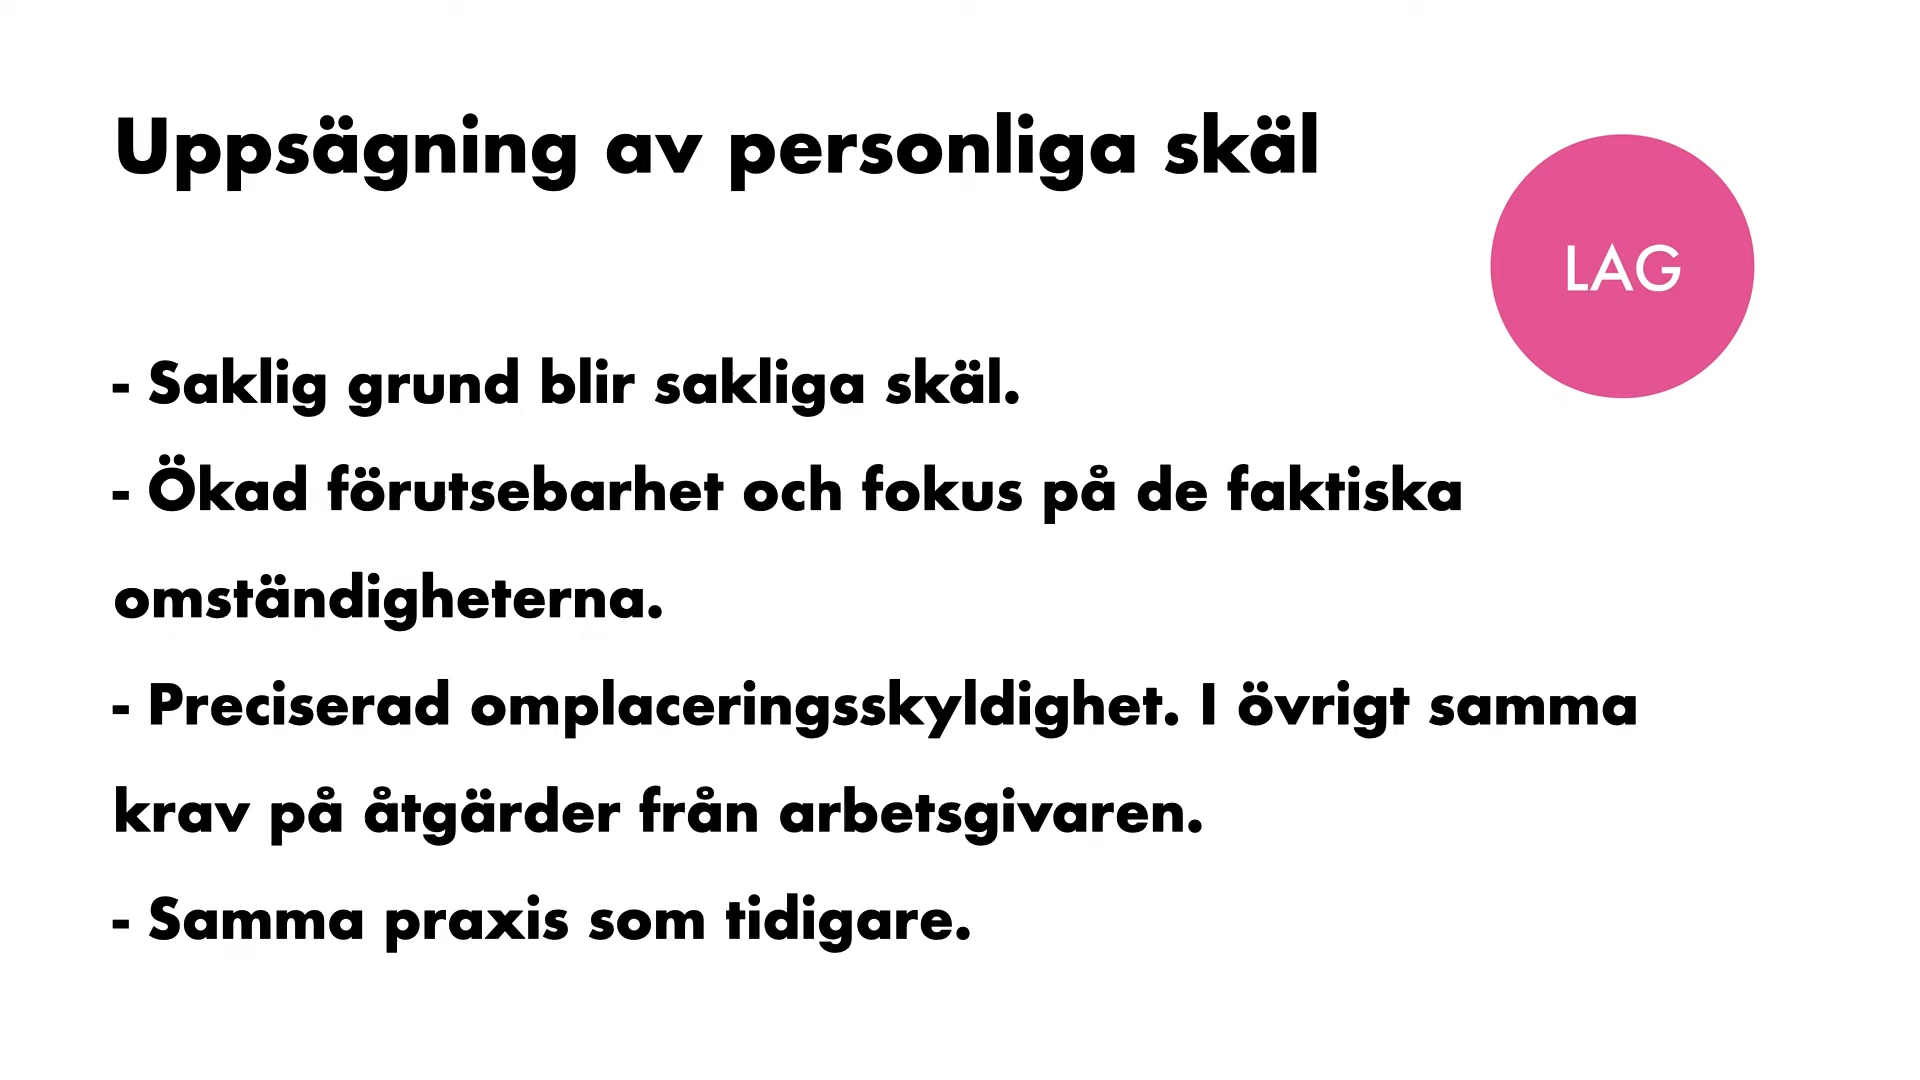 Uppsägning av personliga skäl
LAG
- Saklig grund blir sakliga skäl.
- Ökad förutsebarhet och fokus på de faktiska
omständigheterna.
- Preciserad omplaceringsskyldighet. I övrigt samma
krav på åtgärder från arbetsgivaren.
- Samma praxis som tidigare.